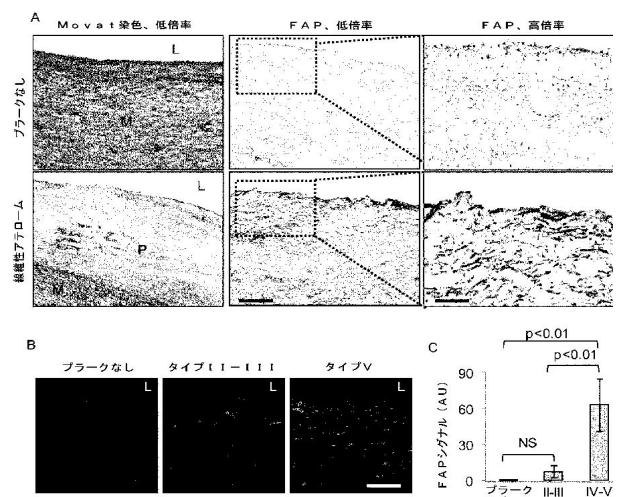 A
Movat染色、低倍率
FAP、低倍率
FAP、高倍率
プラークなし
L
M
線維性アテローム
L
P
M
B
プラークなし
タイプII-III
タイプV
L
L
L
C
p<0.01
p<0.01
NS
FAPシグナル(AU)
90
60
30
0
プラーク
II-III
IV-V